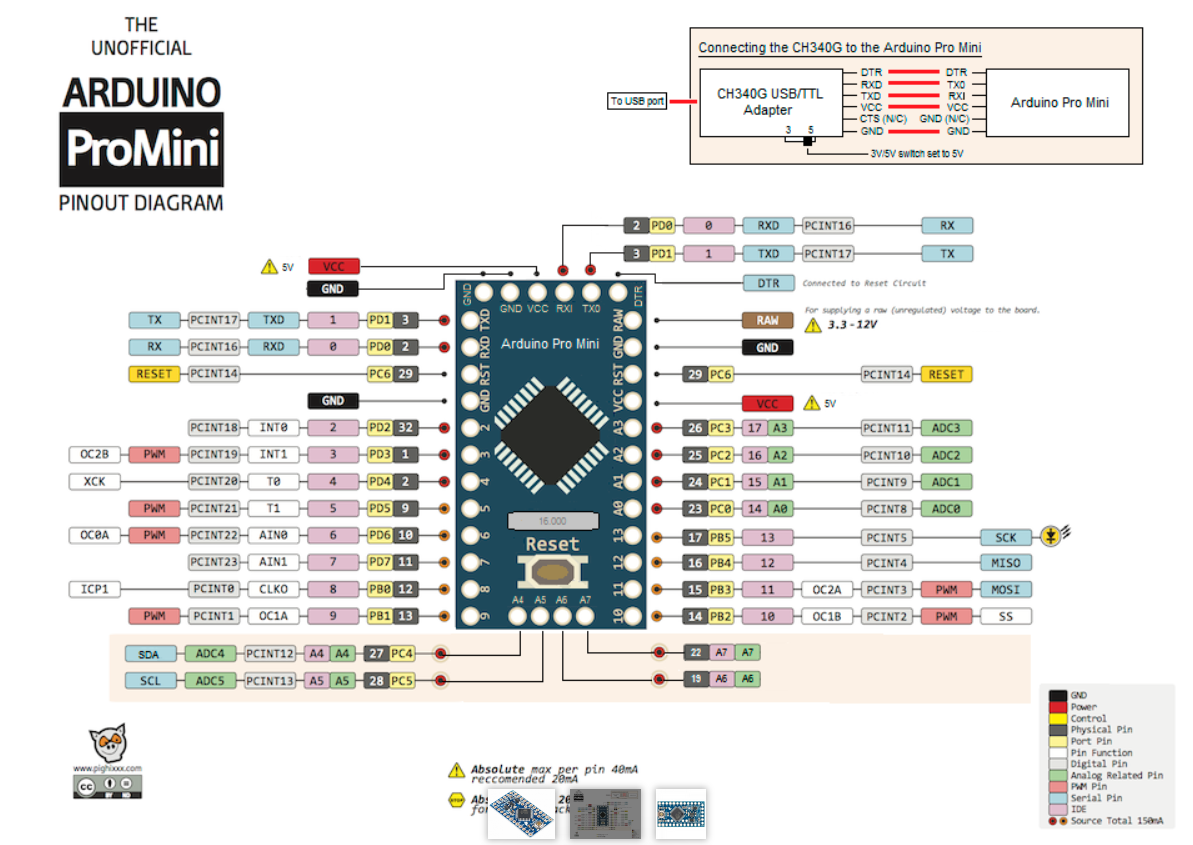 THE
UNOFFICIAL
ARDUINO
ProMini
PINOUT DIAGRAM
Connecting the CH340G to the Arduino Pro Mini
To USB port
CH340G USB/TTL
Adapter
3 5
DTR DTR
RXD TX0
TXD RXI
VCC VCC
CTS (N/C) GND (N/C)
GND GND
Arduino Pro Mini
3V/5V switch set to 5V
2 PD0 0 RXD PCINT16 RX
3 PD1 1 TXD PCINT17 TX
5V VCC
GND
DTR Connected to Reset Circuit
For supplying a raw (unregulated) voltage to the board.
RAW 3.3 - 12V
GND
29 PC6 PCINT14 RESET
VCC 5V
26 PC3 17 A3 PCINT11 ADC3
25 PC2 16 A2 PCINT10 ADC2
24 PC1 15 A1 PCINT9 ADC1
23 PC0 14 A0 PCINT8 ADC0
17 PB5 13 PCINT5 SCK
16 PB4 12 PCINT4 MISO
15 PB3 11 OC2A PCINT3 PWM MOSI
14 PB2 10 OC1B PCINT2 PWM SS
TX PCINT17 TXD 1 PD1 3
RX PCINT16 RXD 0 PD0 2
RESET PCINT14 PC6 29
GND
PCINT18 INT0 2 PD2 32
OC2B PWM PCINT19 INT1 3 PD3 1
XCK PCINT20 T0 4 PD4 2
PWM PCINT21 T1 5 PD5 9
OC0A PWM PCINT22 AIN0 6 PD6 10
PCINT23 AIN1 7 PD7 11
ICP1 PCINT0 CLKO 8 PB0 12
PWM PCINT1 OC1A 9 PB1 13
GND GND VCC RXI TX0 DTR
TXD RAW
RXD GND
RST RST
GND VCC
2 A3
3 A2
4 A1
5 A0
6 13
7 12
8 11
9 10
Arduino Pro Mini
16.000
Reset
A4 A5 A6 A7
SDA ADC4 PCINT12 A4 A4 27 PC4
SCL ADC5 PCINT13 A5 A5 28 PC5
22 A7 A7
19 A6 A6
www.pighixxx.com
cc BY ND
Absolute max per pin 40mA
reccomended 20mA
STOP Abs 20
for ck
GND
Power
Control
Physical Pin
Port Pin
Pin Function
Digital Pin
Analog Related Pin
PWM Pin
Serial Pin
IDE
Source Total 150mA